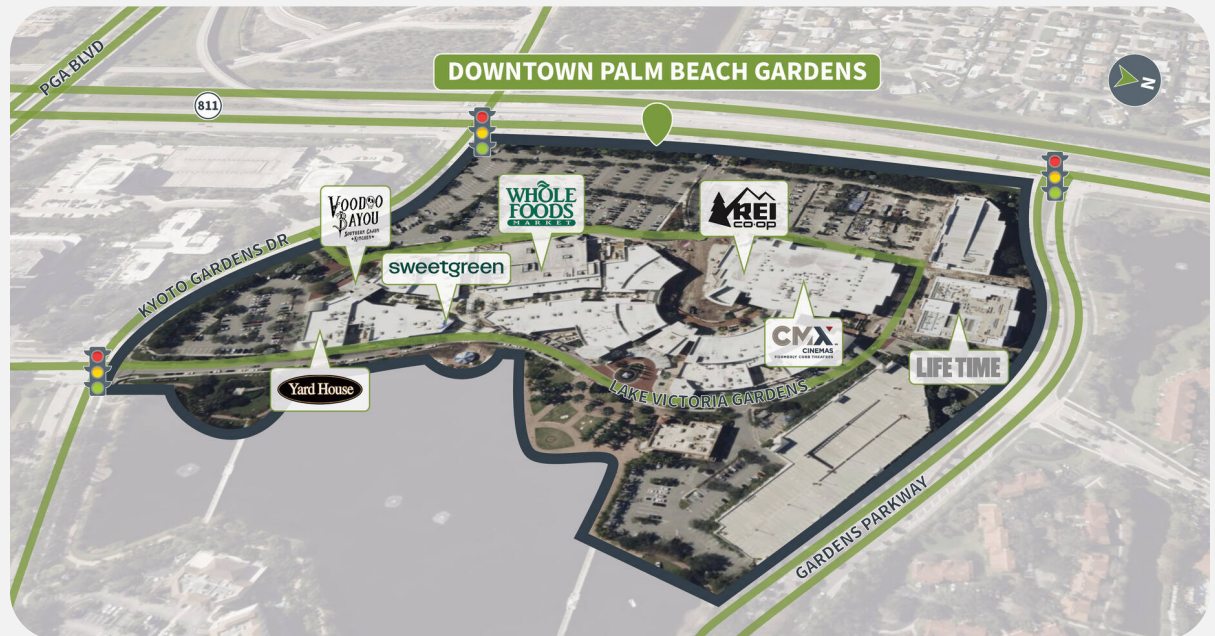 PGA BLVD
811
DOWNTOWN PALM BEACH GARDENS
N
VOODOO
BAYOU
SOUTHERN CRAFT
KITCHEN
WHOLE
FOODS
MARKET
REI
CO·OP
KYOTO GARDENS DR
sweetgreen
CMX
CINEMAS
FORMERLY COBB THEATRES
LIFE TIME
Yard House
LAKE VICTORIA GARDENS
GARDENS PARKWAY